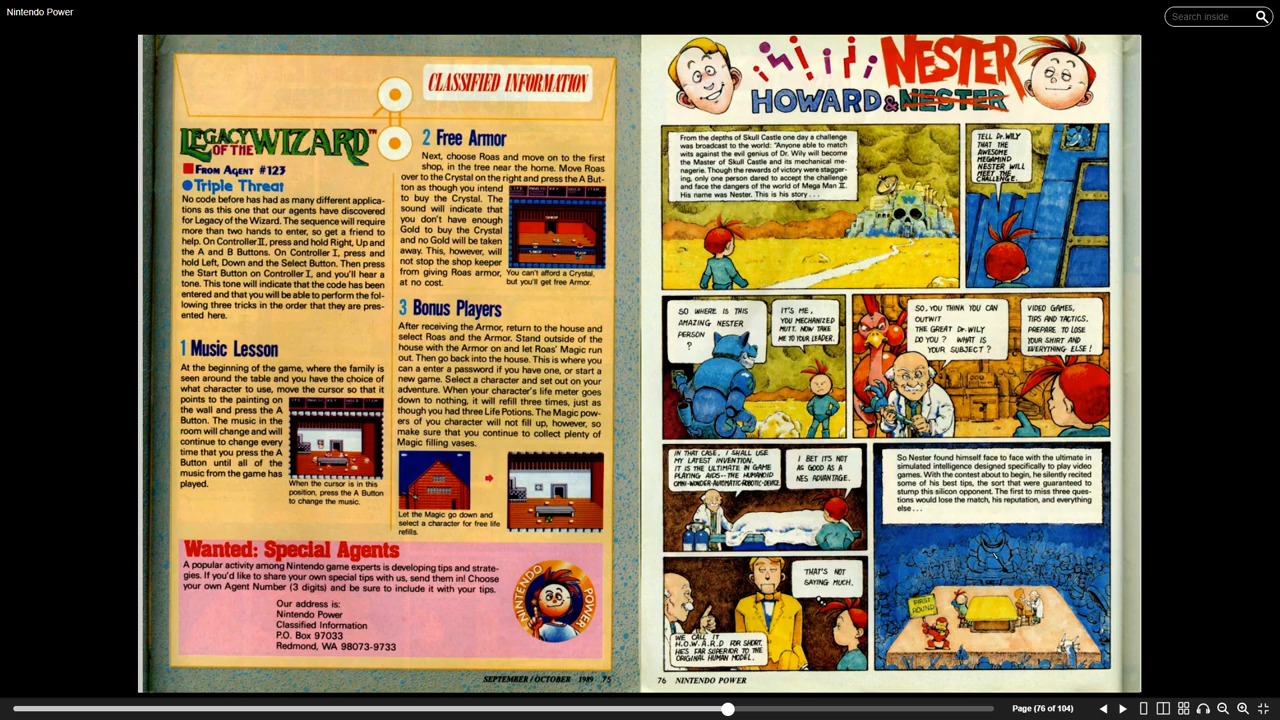 Nintendo Power
Search inside
CLASSIFIED INFORMATION
LEGACY OF THE WIZARD™
FROM AGENT #123
Triple Threat
No code before has had as many different applica-
tions as this one that our agents have discovered
for Legacy of the Wizard. The sequence will require
more than two hands to enter, so get a friend to
help. On Controller II, press and hold Right, Up and
the A and B Buttons. On Controller I, press and
hold Left, Down and the Select Button. Then press
the Start Button on Controller I, and you'll hear a
tone. This tone will indicate that the code has been
entered and that you will be able to perform the fol-
lowing three tricks in the order that they are pres-
ented here.
1 Music Lesson
At the beginning of the game, where the family is
seen around the table and you have the choice of
what character to use, move the cursor so that it
points to the painting on
the wall and press the A
Button. The music in the
room will change and will
continue to change every
time that you press the A
Button until all of the
music from the game has
played.
When the cursor is in this
position, press the A Button
to change the music.
2 Free Armor
Next, choose Roas and move on to the first
shop, in the tree near the home. Move Roas
over to the Crystal on the right and press the A But-
ton as though you intend
to buy the Crystal. The
sound will indicate that
you don't have enough
Gold to buy the Crystal
and no Gold will be taken
away. This, however, will
not stop the shop keeper
from giving Roas armor,
at no cost.
You can't afford a Crystal,
but you'll get free Armor.
3 Bonus Players
After receiving the Armor, return to the house and
select Roas and the Armor. Stand outside of the
house with the Armor on and let Roas' Magic run
out. Then go back into the house. This is where you
can a enter a password if you have one, or start a
new game. Select a character and set out on your
adventure. When your character's life meter goes
down to nothing, it will refill three times, just as
though you had three Life Potions. The Magic pow-
ers of you character will not fill up, however, so
make sure that you continue to collect plenty of
Magic filling vases.
Let the Magic go down and
select a character for free life
refills.
Wanted: Special Agents
A popular activity among Nintendo game experts is developing tips and strate-
gies. If you'd like to share your own special tips with us, send them in! Choose
your own Agent Number (3 digits) and be sure to include it with your tips.
Our address is:
Nintendo Power
Classified Information
P.O. Box 97033
Redmond, WA 98073-9733
NINTENDO POWER!
SEPTEMBER/OCTOBER 1989 75
NESTER
HOWARD & NESTER
From the depths of Skull Castle one day a challenge
was broadcast to the world: "Anyone able to match
wits against the evil genius of Dr. Wily will become
the Master of Skull Castle and its mechanical me-
nagerie. Though the rewards of victory were stagger-
ing, only one person dared to accept the challenge
and face the dangers of the world of Mega Man II.
His name was Nester. This is his story . . .
TELL Dr. WILY
THAT THE
AWESOME
MEGAMIND
NESTER WILL
MEET THE
CHALLENGE.
SO WHERE IS THIS
AMAZING NESTER
PERSON
?
IT'S ME,
YOU MECHANIZED
MUTT. NOW TAKE
ME TO YOUR LEADER.
SO, YOU THINK YOU CAN
OUTWIT
THE GREAT Dr. WILY
DO YOU? WHAT IS
YOUR SUBJECT?
VIDEO GAMES,
TIPS AND TACTICS.
PREPARE TO LOSE
YOUR SHIRT AND
EVERYTHING ELSE!
IN THAT CASE, I SHALL USE
MY LATEST INVENTION.
IT IS THE ULTIMATE IN GAME
PLAYING AIDS--THE HUMANOID
OMNI-WONDER-AUTOMATIC-ROBOTIC-DEVICE.
I BET IT'S NOT
AS GOOD AS A
NES ADVANTAGE.
So Nester found himself face to face with the ultimate in
simulated intelligence designed specifically to play video
games. With the contest about to begin, he silently recited
some of his best tips, the sort that were guaranteed to
stump this silicon opponent. The first to miss three ques-
tions would lose the match, his reputation, and everything
else . . .
FIRST
ROUND
WE CALL IT
H.O.W.A.R.D FOR SHORT.
HE'S FAR SUPERIOR TO THE
ORIGINAL HUMAN MODEL.
THAT'S NOT
SAYING MUCH.
76 NINTENDO POWER
Page (76 of 104)